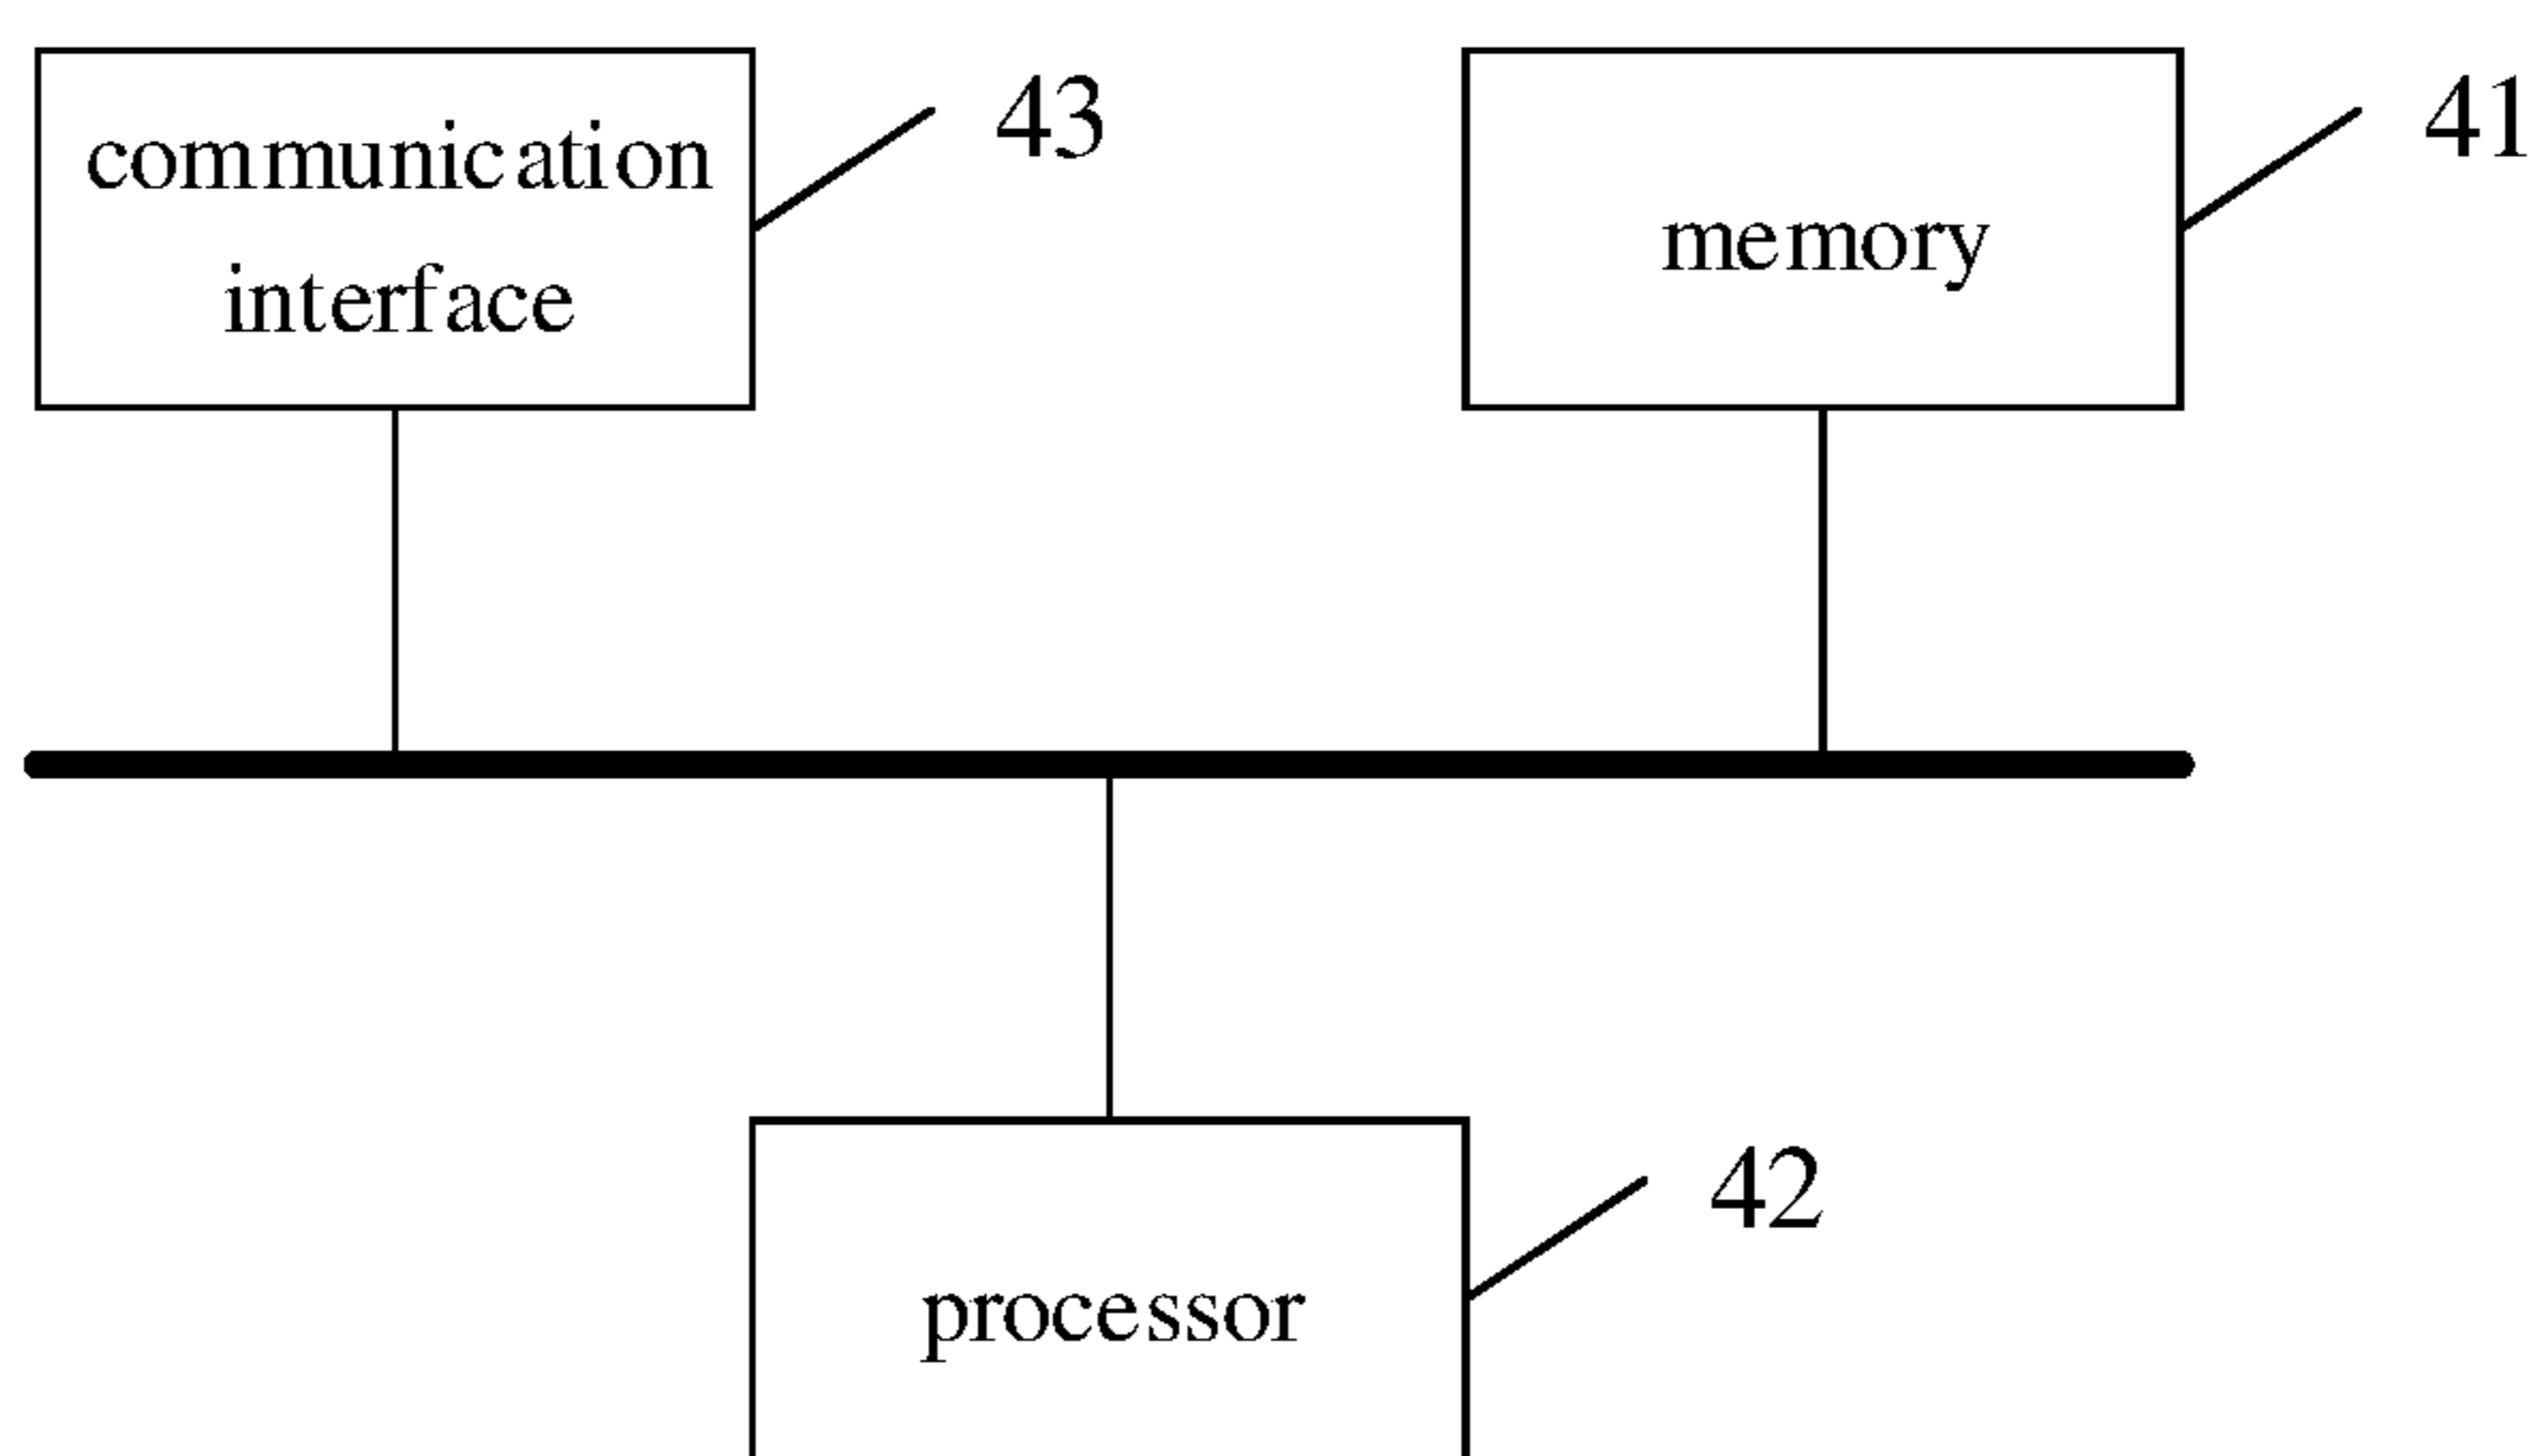 communication
interface
43
memory
41
processor
42